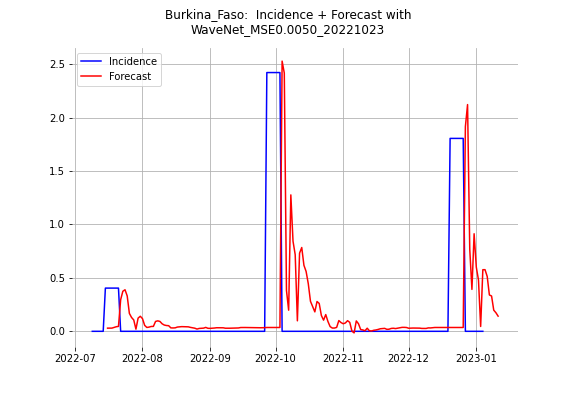 Burkina_Faso:  Incidence + Forecast with
WaveNet_MSE0.0050_20221023
Incidence
Forecast
2.5
2.0
1.5
1.0
0.5
0.0
2022-07 2022-08 2022-09 2022-10 2022-11 2022-12 2023-01